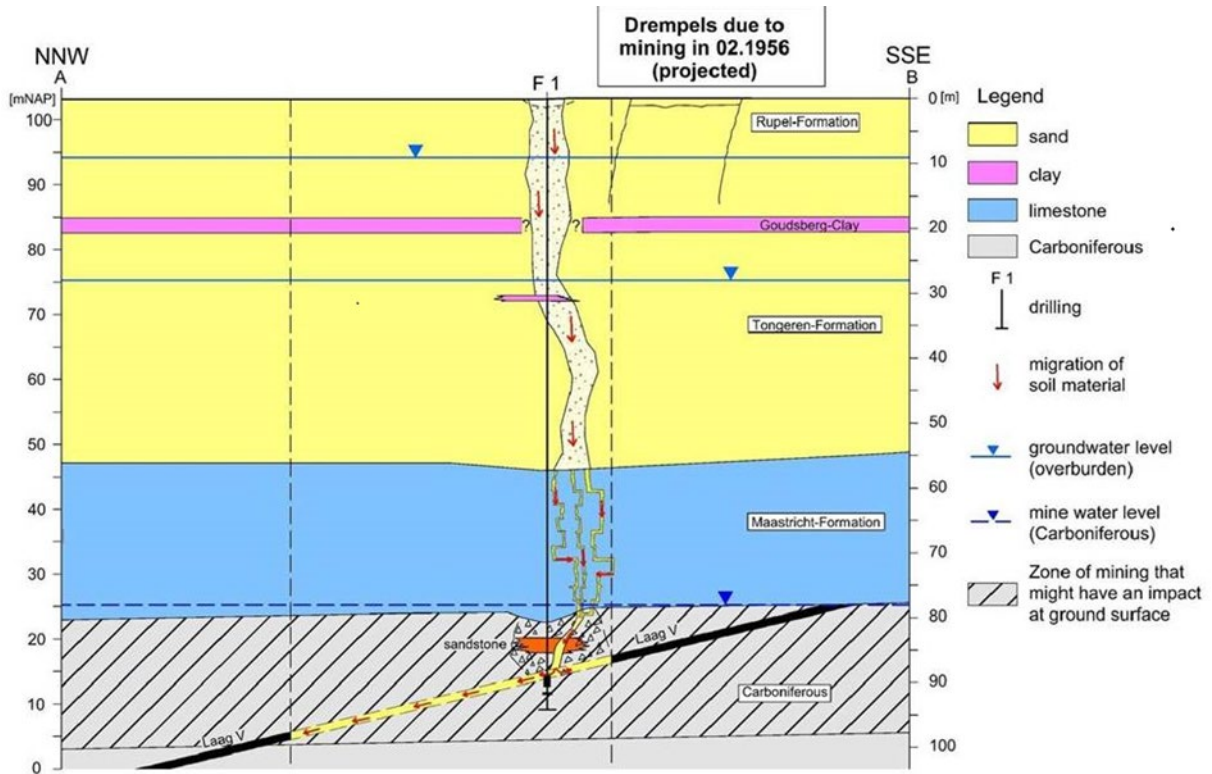 Drempels due to
mining in 02.1956
(projected)
NNW
A
SSE
B
F 1
[mNAP]
100
90
80
70
60
50
40
30
20
10
0
0 [m]
10
20
30
40
50
60
70
80
90
100
Rupel-Formation
? ?
Goudsberg-Clay
Tongeren-Formation
Maastricht-Formation
sandstone
Laag V
Carboniferous
Laag V
Legend
sand
clay
limestone
Carboniferous
F 1
drilling
migration of
soil material
groundwater level
(overburden)
mine water level
(Carboniferous)
Zone of mining that
might have an impact
at ground surface